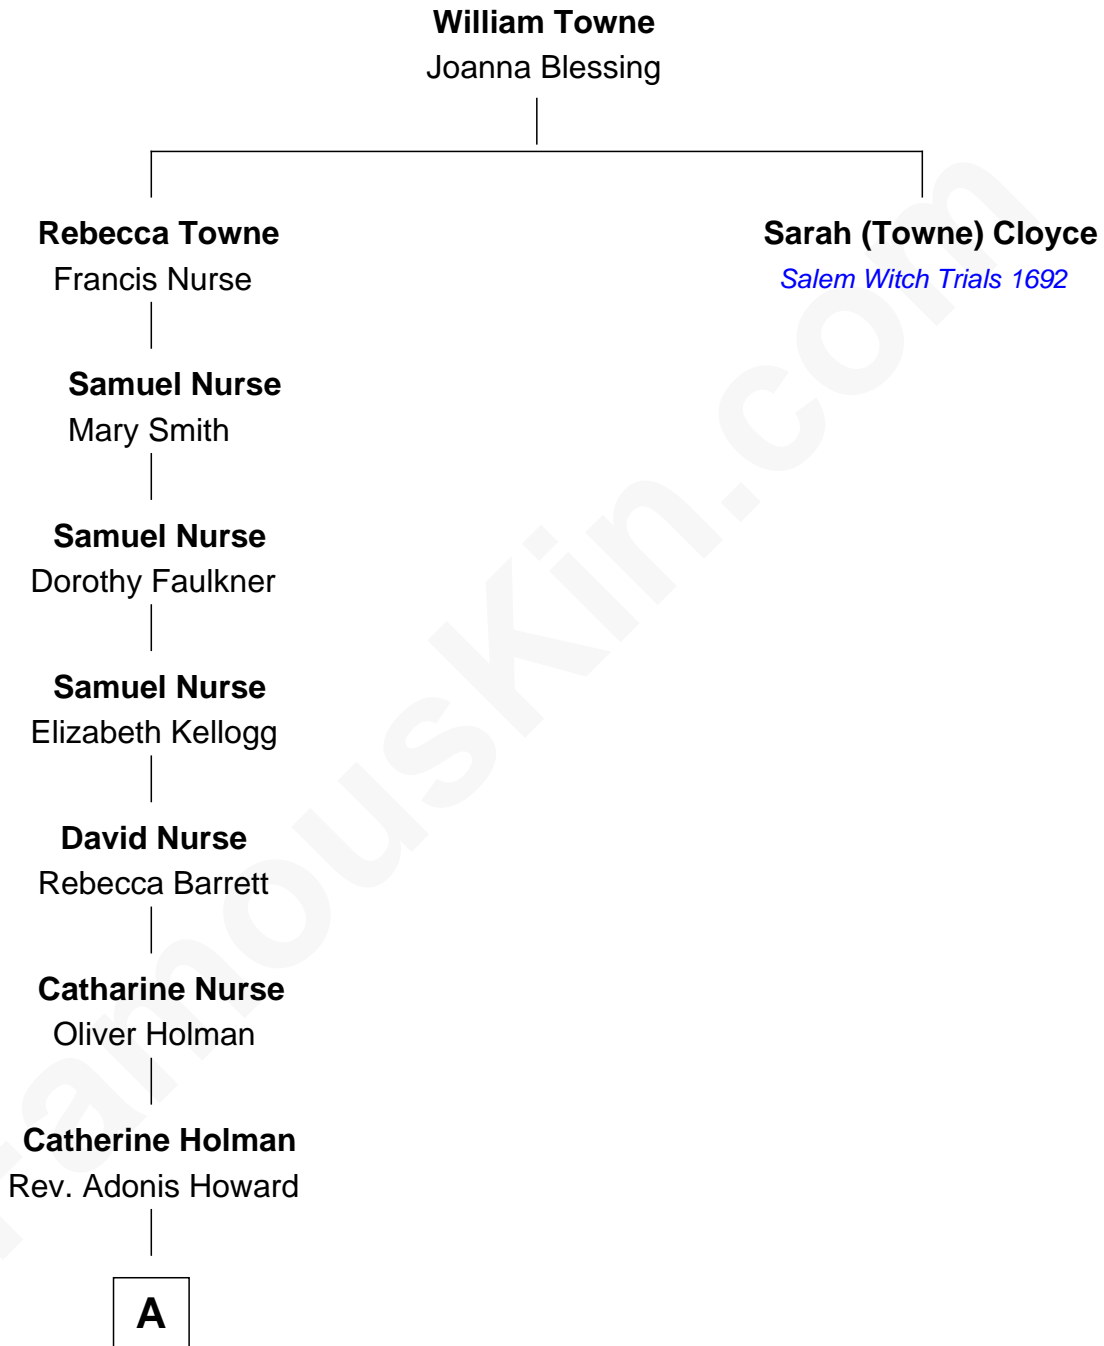 William Towne
Joanna Blessing
Rebecca Towne
Francis Nurse
Sarah (Towne) Cloyce
Salem Witch Trials 1692
Samuel Nurse
Mary Smith
Samuel Nurse
Dorothy Faulkner
Samuel Nurse
Elizabeth Kellogg
David Nurse
Rebecca Barrett
Catharine Nurse
Oliver Holman
Catherine Holman
Rev. Adonis Howard
A
FamousKin.com